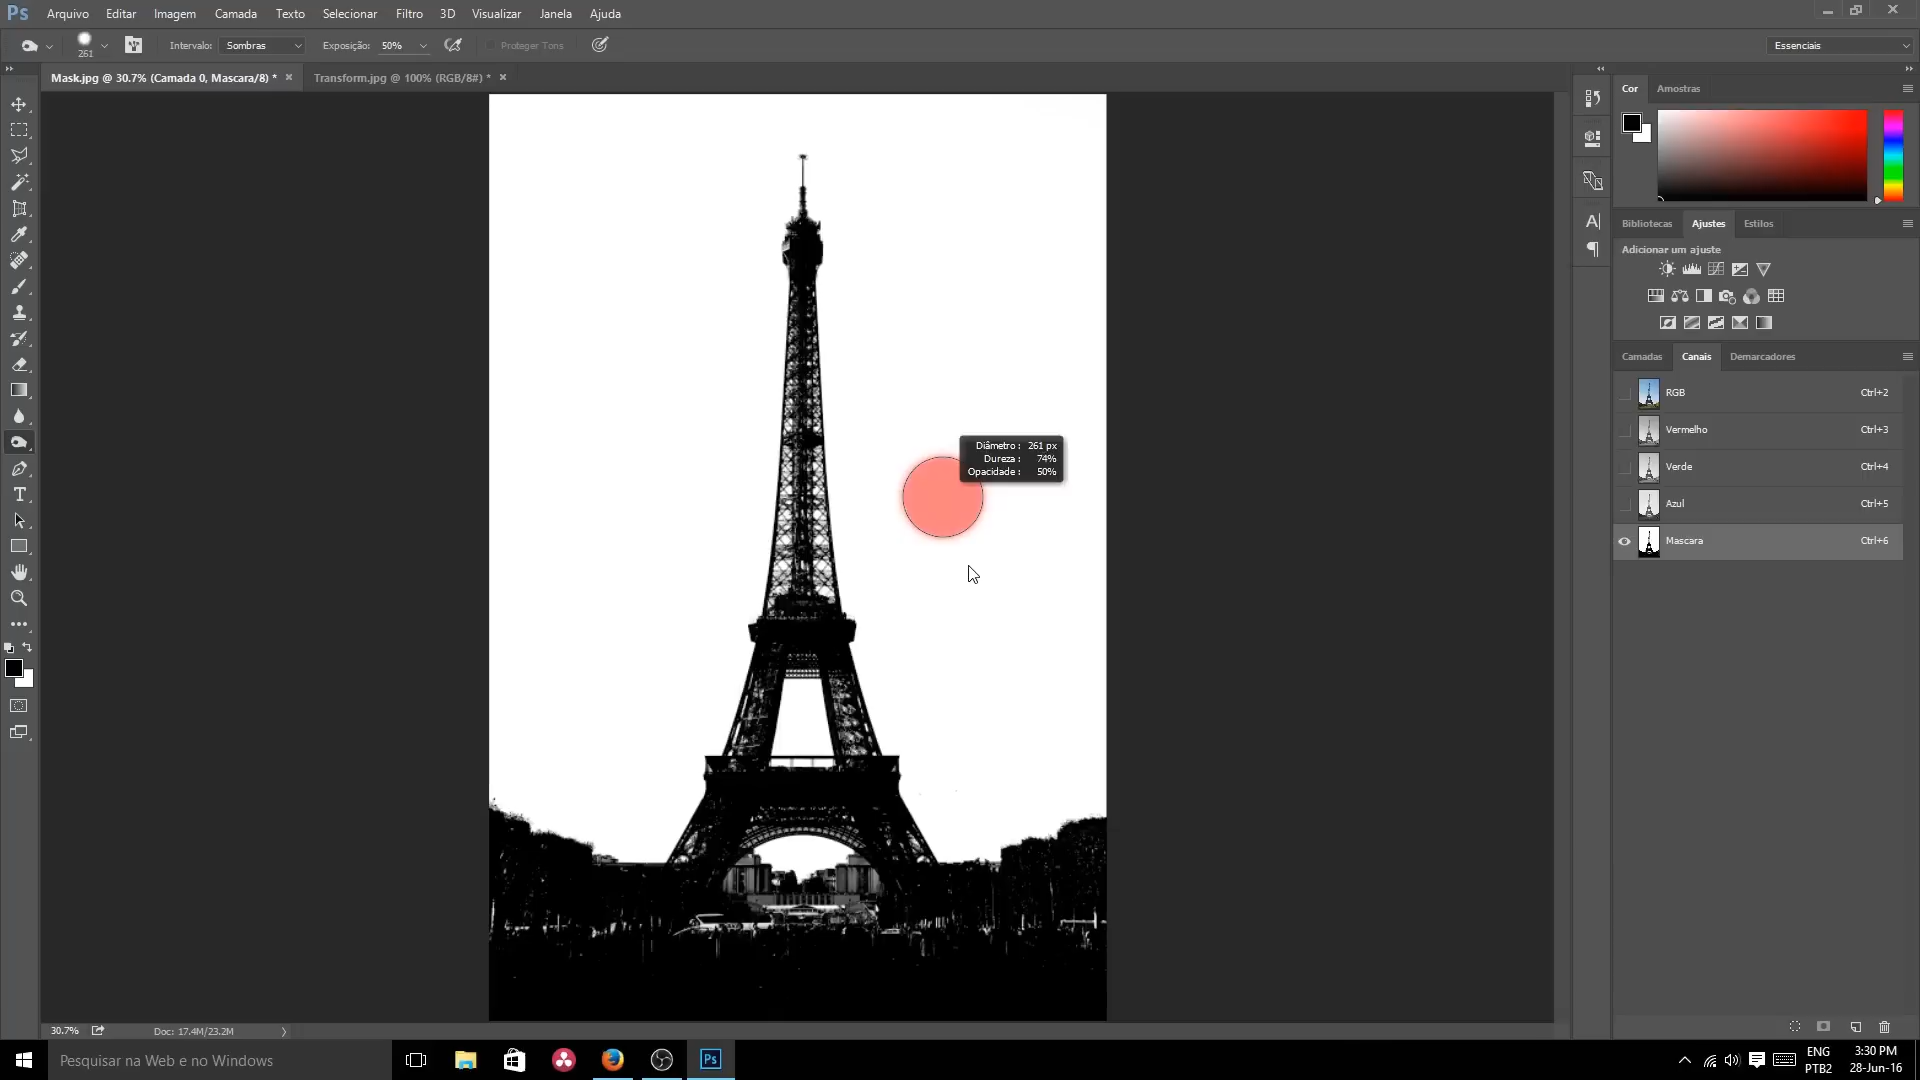 Ps Arquivo Editar Imagem Camada Texto Selecionar Filtro 3D Visualizar Janela Ajuda
261 Intervalo: Sombras Exposição: 50% Proteger Tons Essenciais
Mask.jpg @ 30.7% (Camada 0, Mascara/8) * × Transform.jpg @ 100% (RGB/8#) * ×
Cor Amostras
Bibliotecas Ajustes Estilos
Adicionar um ajuste
Camadas Canais Demarcadores
RGB Ctrl+2
Vermelho Ctrl+3
Verde Ctrl+4
Azul Ctrl+5
Mascara Ctrl+6
Diâmetro : 261 px
Dureza : 74%
Opacidade : 50%
30.7% Doc: 17.4M/23.2M
Pesquisar na Web e no Windows
Ps
ENG
PTB2
3:30 PM
28-Jun-16